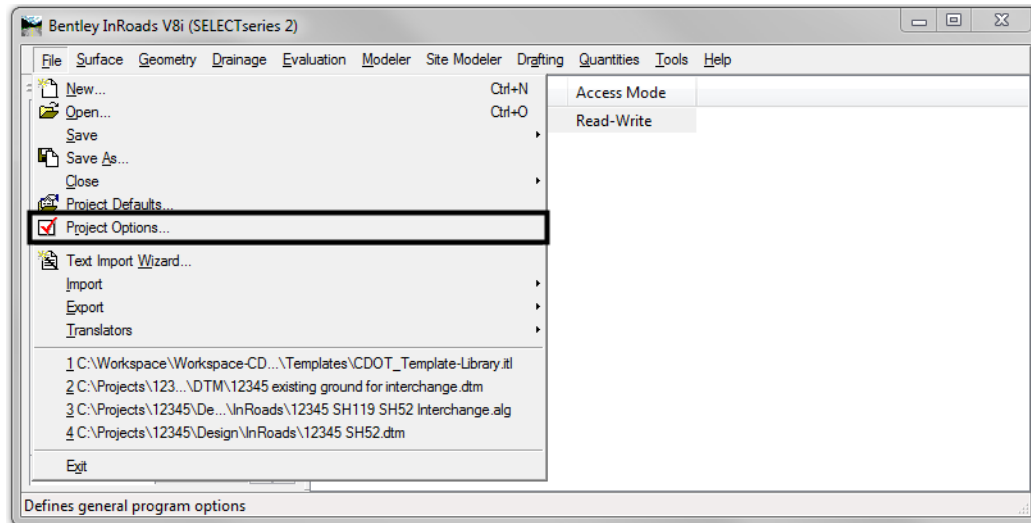 Bentley InRoads V8i (SELECTseries 2)
File Surface Geometry Drainage Evaluation Modeler Site Modeler Drafting Quantities Tools Help
New... Ctrl+N
Access Mode
Open... Ctrl+O
Read-Write
Save
Save As...
Close
Project Defaults...
Project Options...
Text Import Wizard...
Import
Export
Translators
1 C:\Workspace\Workspace-CD...\Templates\CDOT_Template-Library.itl
2 C:\Projects\123...\DTM\12345 existing ground for interchange.dtm
3 C:\Projects\12345\De...\InRoads\12345 SH119 SH52 Interchange.alg
4 C:\Projects\12345\Design\InRoads\12345 SH52.dtm
Exit
Defines general program options